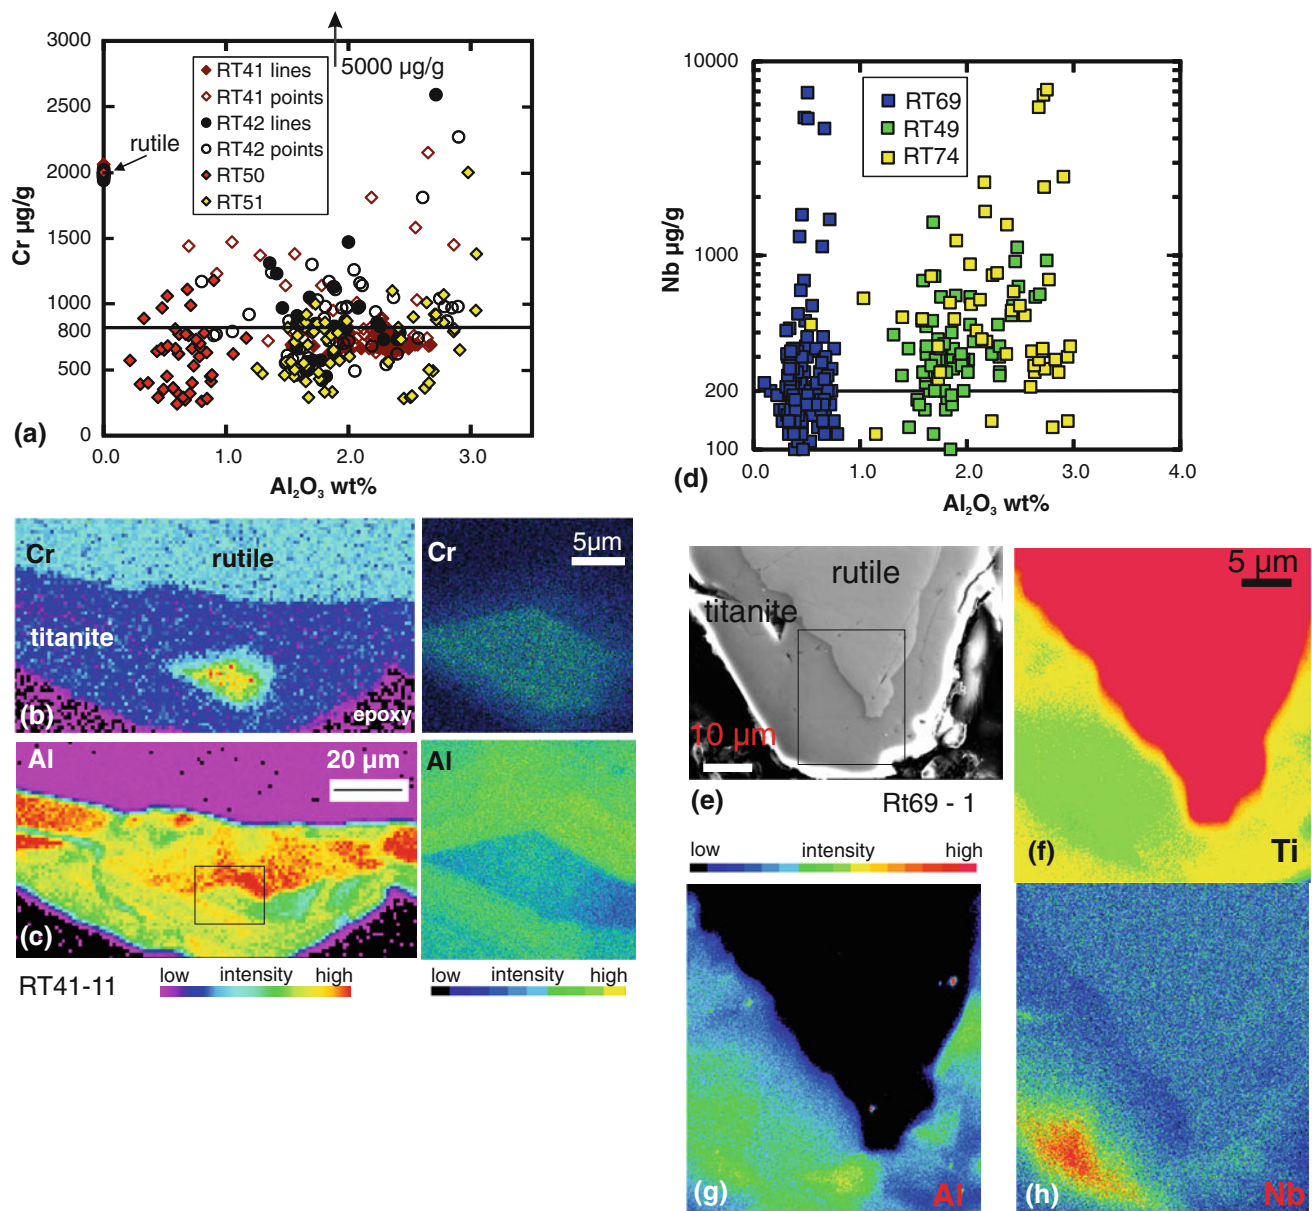 3000
2500
2000
1500
1000
800
500
0
Cr µg/g
5000 µg/g
RT41 lines
RT41 points
RT42 lines
RT42 points
RT50
RT51
rutile
(a)
0.0 1.0 2.0 3.0
Al₂O₃ wt%
10000
1000
200
100
Nb µg/g
RT69
RT49
RT74
0.0 1.0 2.0 3.0 4.0
(d)
Al₂O₃ wt%
Cr
rutile
titanite
(b)
epoxy
Cr
5µm
Al
20 µm
(c)
Al
RT41-11
low intensity high
low intensity high
rutile
titanite
10 µm
(e)
Rt69 - 1
low intensity high
5 µm
(f)
Ti
(g)
Al
(h)
Nb